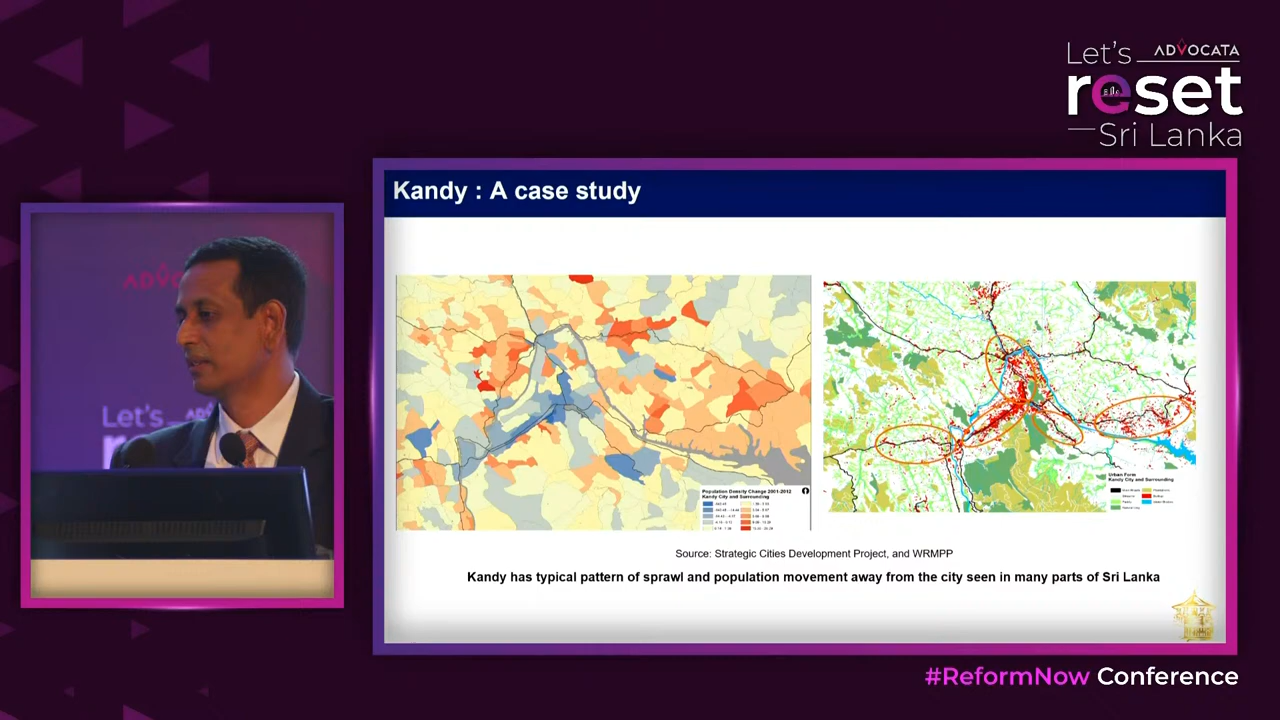 Let's ADVOCATA
reset
Sri Lanka
Kandy : A case study
ADVOC
Let's
Population Density Change 2001-2012
Kandy City and Surrounding
Urban Form
Kandy City and Surrounding
Source: Strategic Cities Development Project, and WRMPP
Kandy has typical pattern of sprawl and population movement away from the city seen in many parts of Sri Lanka
#ReformNow Conference